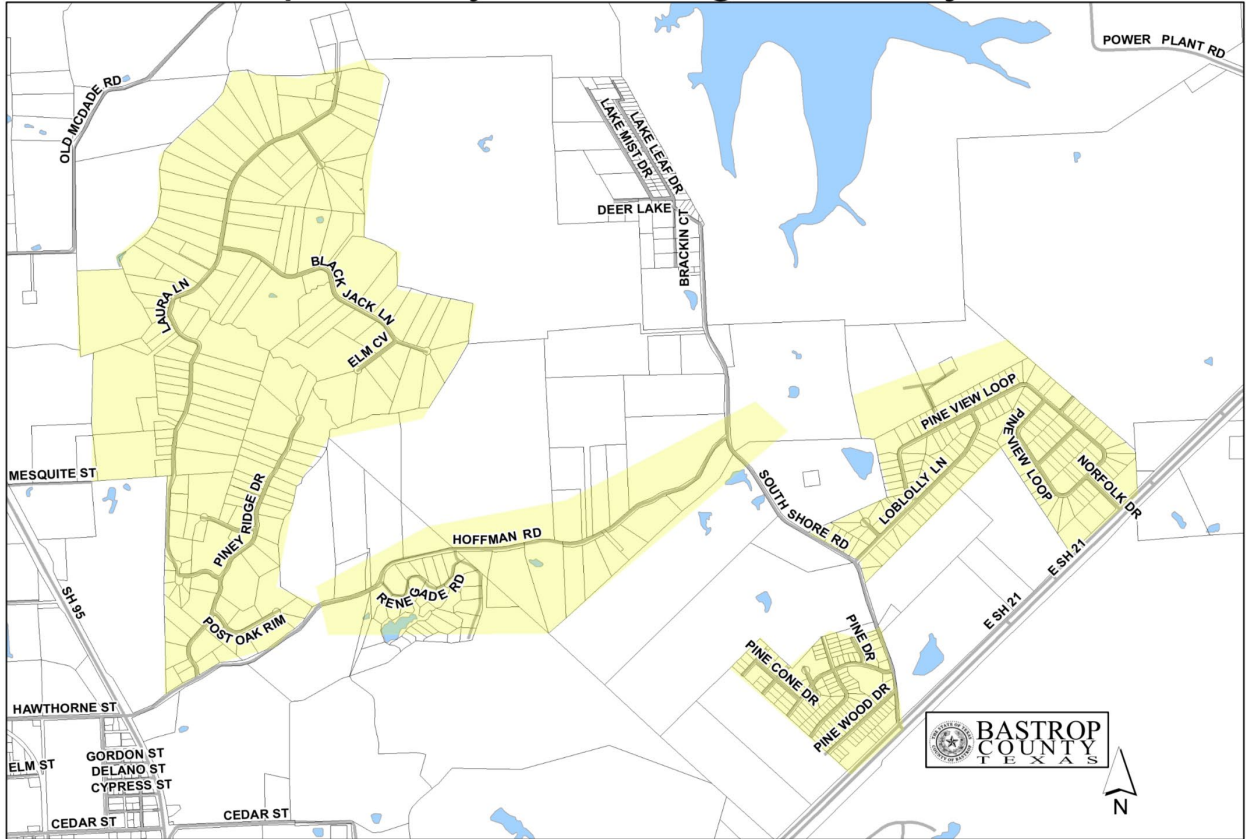 POWER PLANT RD
OLD MCDADE RD
LAKE MIST DR
LAKE LEAF DR
DEER LAKE
BRACKIN CT
BLACK JACK LN
LAURA LN
ELM CV
PINE VIEW LOOP
PINE VIEW LOOP
MESQUITE ST
NORFOLK DR
LOBLOLLY LN
PINEY RIDGE DR
SOUTH SHORE RD
HOFFMAN RD
E SH 21
RENEGADE RD
SH 95
E SH 21
POST OAK RIM
PINE DR
PINE CONE DR
HAWTHORNE ST
PINE WOOD DR
BASTROP
COUNTY
TEXAS
GORDON ST
ELM ST
DELANO ST
CYPRESS ST
N
CEDAR ST
CEDAR ST